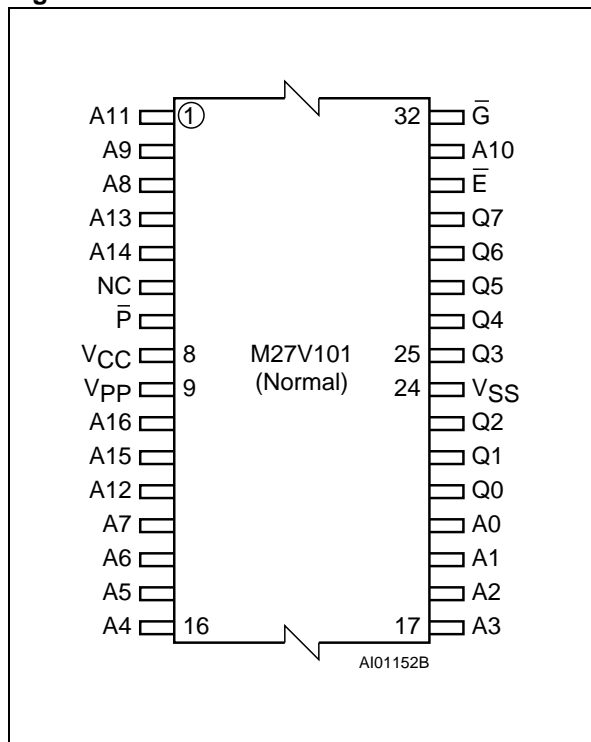 A11 1 32 G̅
A9 A10
A8 E̅
A13 Q7
A14 Q6
NC Q5
P̅ Q4
VCC 8 M27V101 25 Q3
VPP 9 (Normal) 24 VSS
A16 Q2
A15 Q1
A12 Q0
A7 A0
A6 A1
A5 A2
A4 16 17 A3
AI01152B